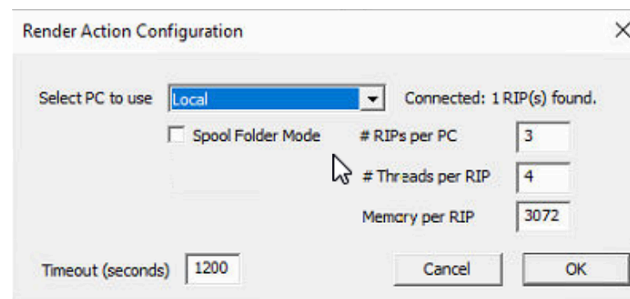 Render Action Configuration
Select PC to use Local Connected: 1 RIP(s) found.
Spool Folder Mode # RIPs per PC 3
# Threads per RIP 4
Memory per RIP 3072
Timeout (seconds) 1200 Cancel OK